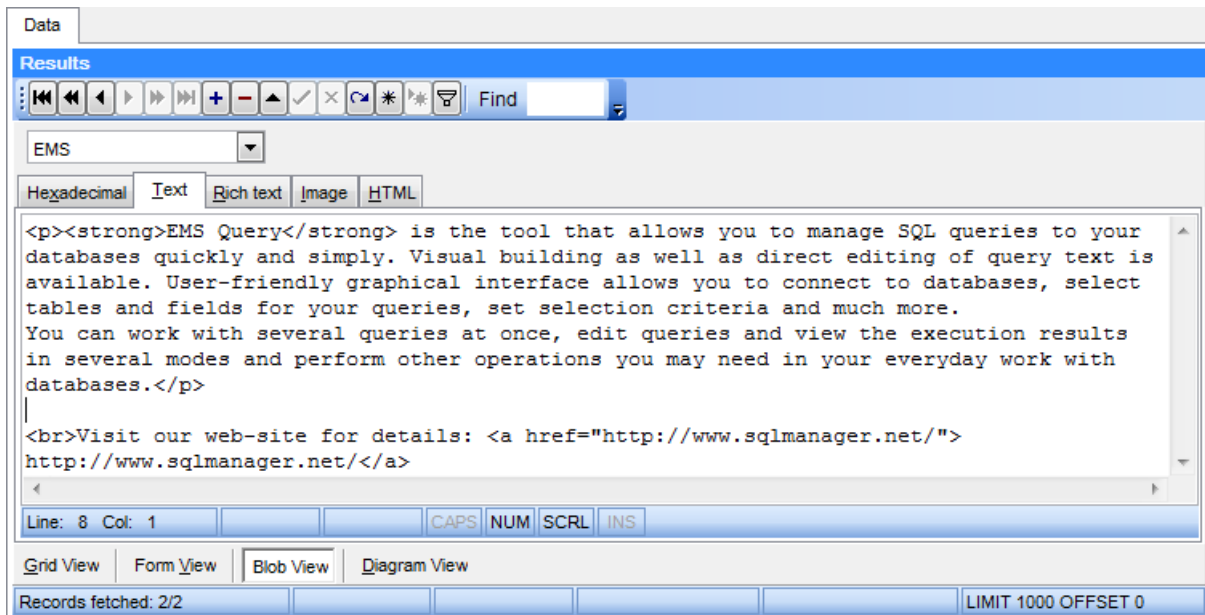 Data
Results
Find
EMS
Hexadecimal Text Rich text Image HTML
<p><strong>EMS Query</strong> is the tool that allows you to manage SQL queries to your
databases quickly and simply. Visual building as well as direct editing of query text is
available. User-friendly graphical interface allows you to connect to databases, select
tables and fields for your queries, set selection criteria and much more.
You can work with several queries at once, edit queries and view the execution results
in several modes and perform other operations you may need in your everyday work with
databases.</p>
<br>Visit our web-site for details: <a href="http://www.sqlmanager.net/">
http://www.sqlmanager.net/</a>
Line: 8 Col: 1 CAPS NUM SCRL INS
Grid View Form View Blob View Diagram View
Records fetched: 2/2 LIMIT 1000 OFFSET 0